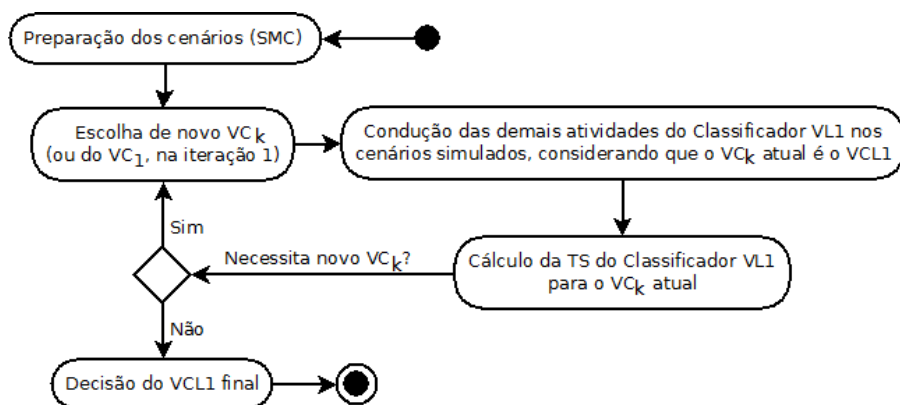 Preparação dos cenários (SMC)
Escolha de novo VCk
(ou do VC1, na iteração 1)
Condução das demais atividades do Classificador VL1 nos
cenários simulados, considerando que o VCk atual é o VCL1
Sim
Necessita novo VCk?
Cálculo da TS do Classificador VL1
para o VCk atual
Não
Decisão do VCL1 final